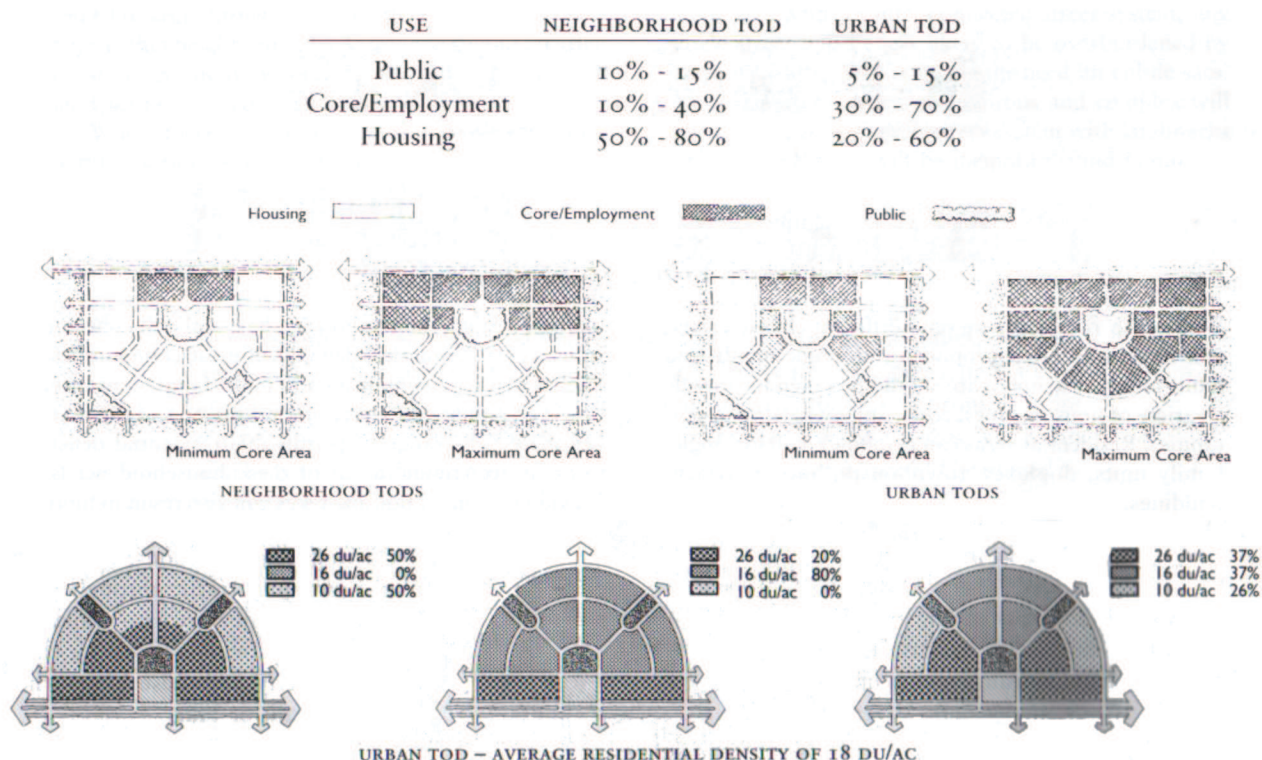 USE NEIGHBORHOOD TOD URBAN TOD
Public 10% - 15% 5% - 15%
Core/Employment 10% - 40% 30% - 70%
Housing 50% - 80% 20% - 60%
Housing Core/Employment Public
Minimum Core Area Maximum Core Area Minimum Core Area Maximum Core Area
NEIGHBORHOOD TODS URBAN TODS
26 du/ac 50% 26 du/ac 20% 26 du/ac 37%
16 du/ac 0% 16 du/ac 80% 16 du/ac 37%
10 du/ac 50% 10 du/ac 0% 10 du/ac 26%
URBAN TOD – AVERAGE RESIDENTIAL DENSITY OF 18 DU/AC